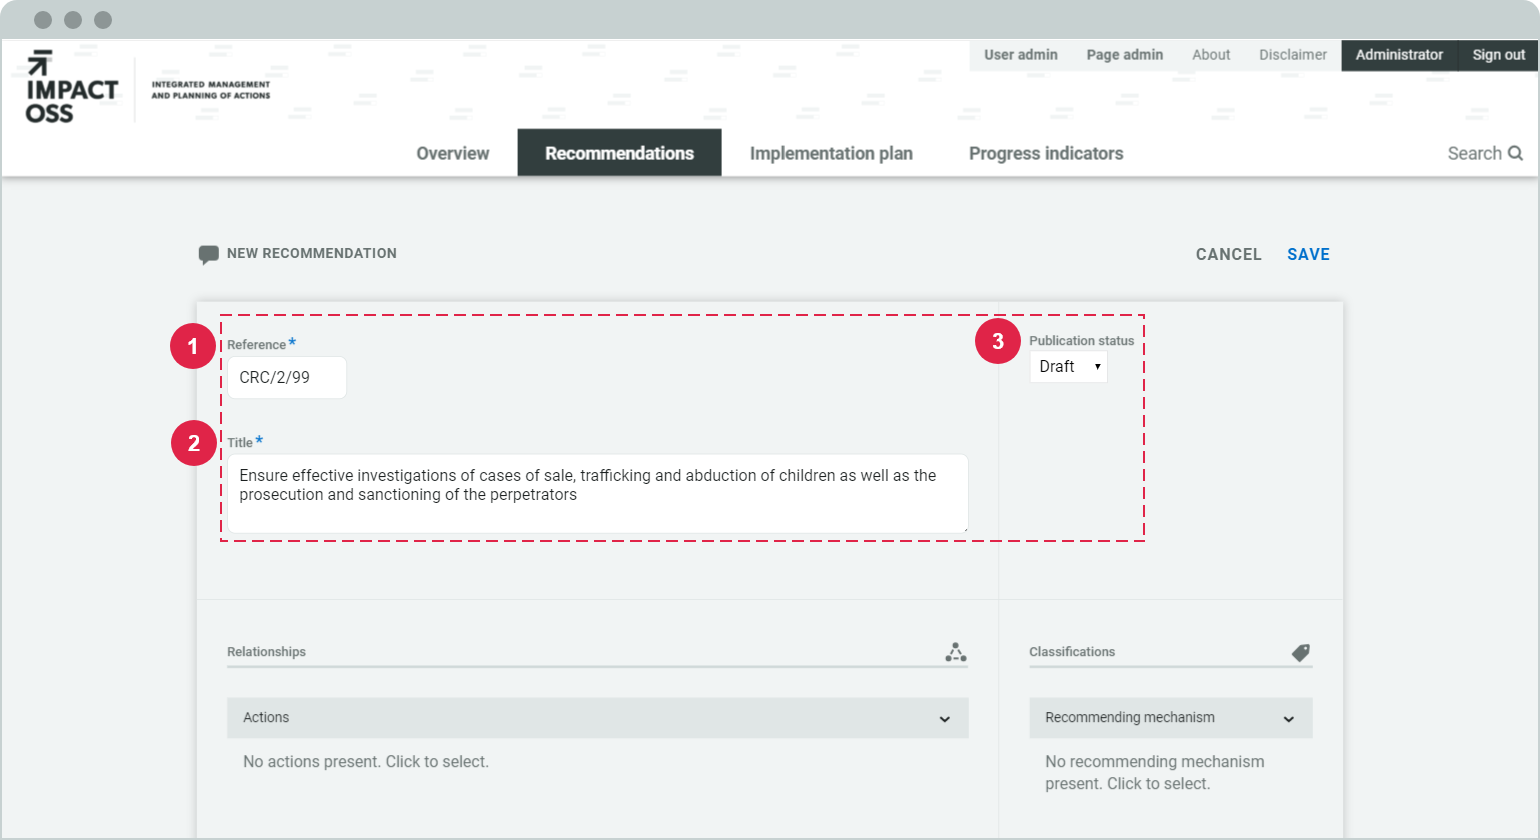 User admin Page admin About Disclaimer Administrator Sign out
IMPACT
OSS
INTEGRATED MANAGEMENT
AND PLANNING OF ACTIONS
Overview Recommendations Implementation plan Progress indicators Search
NEW RECOMMENDATION CANCEL SAVE
1 Reference*
CRC/2/99
3 Publication status
Draft
2 Title*
Ensure effective investigations of cases of sale, trafficking and abduction of children as well as the
prosecution and sanctioning of the perpetrators
Relationships
Actions
No actions present. Click to select.
Classifications
Recommending mechanism
No recommending mechanism
present. Click to select.